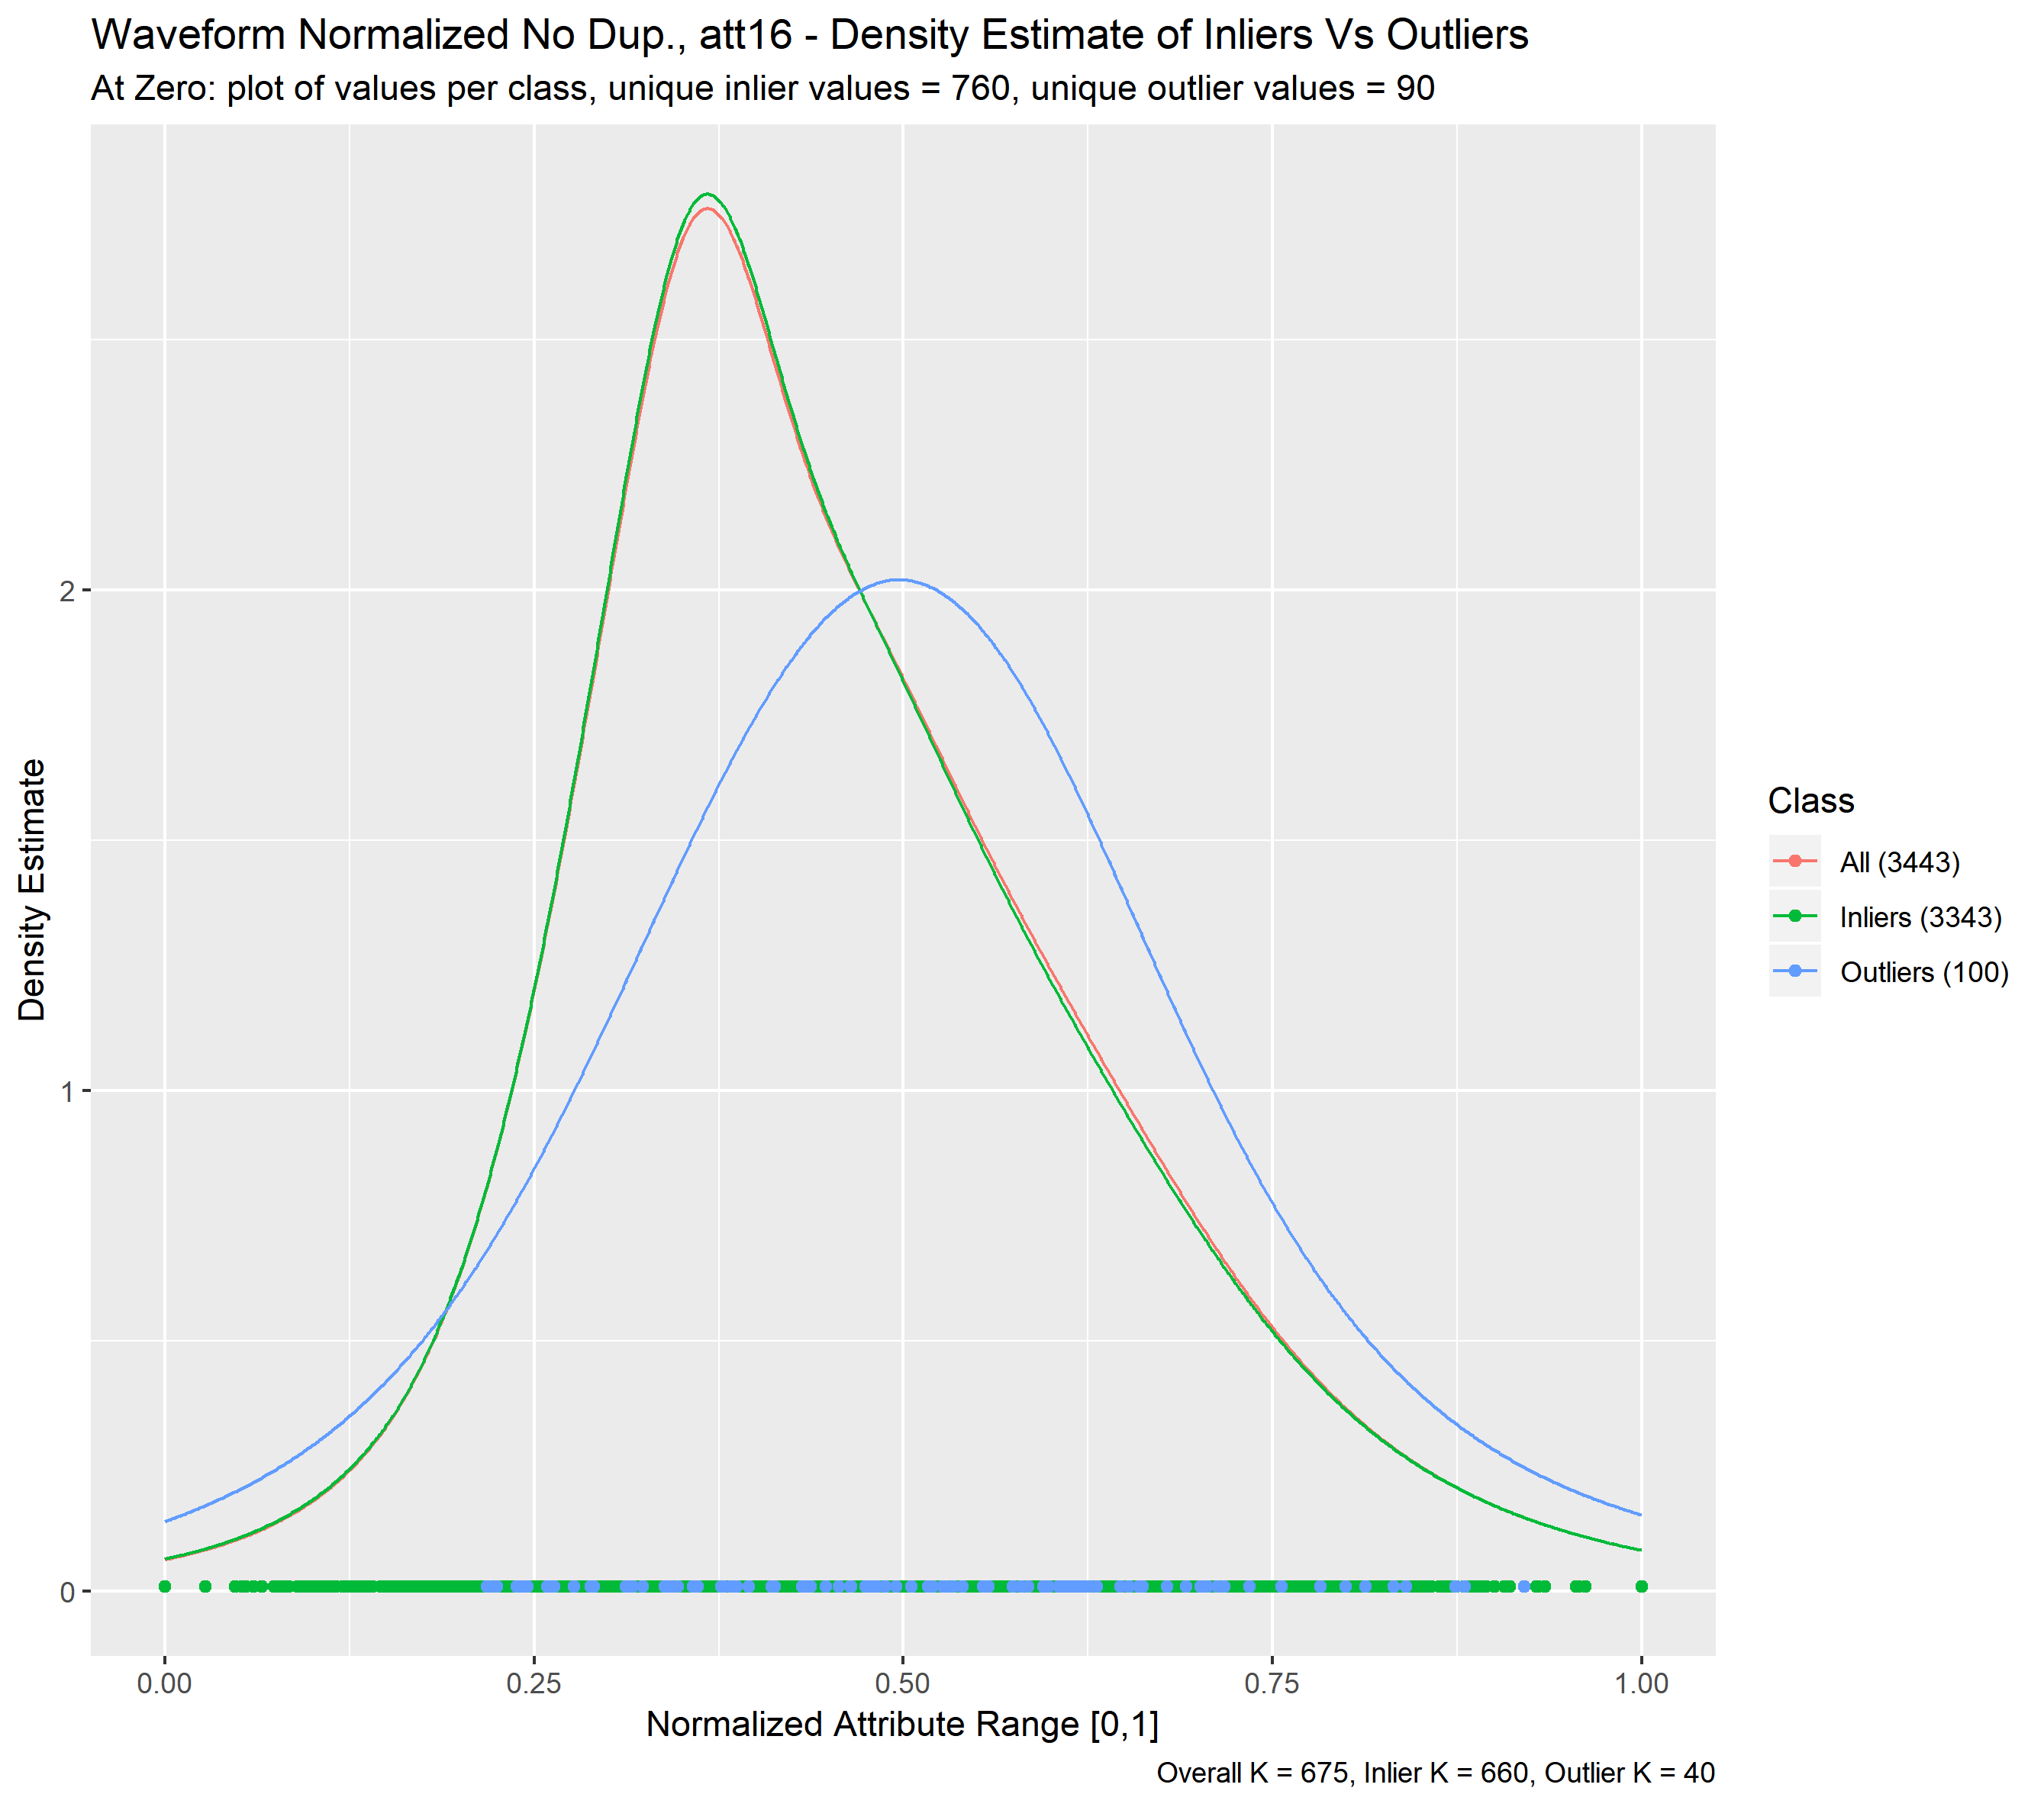 Waveform Normalized No Dup., att16 - Density Estimate of Inliers Vs Outliers
At Zero: plot of values per class, unique inlier values = 760, unique outlier values = 90
Density Estimate
2
1
0
0.00 0.25 0.50 0.75 1.00
Normalized Attribute Range [0,1]
Overall K = 675, Inlier K = 660, Outlier K = 40
Class
All (3443)
Inliers (3343)
Outliers (100)